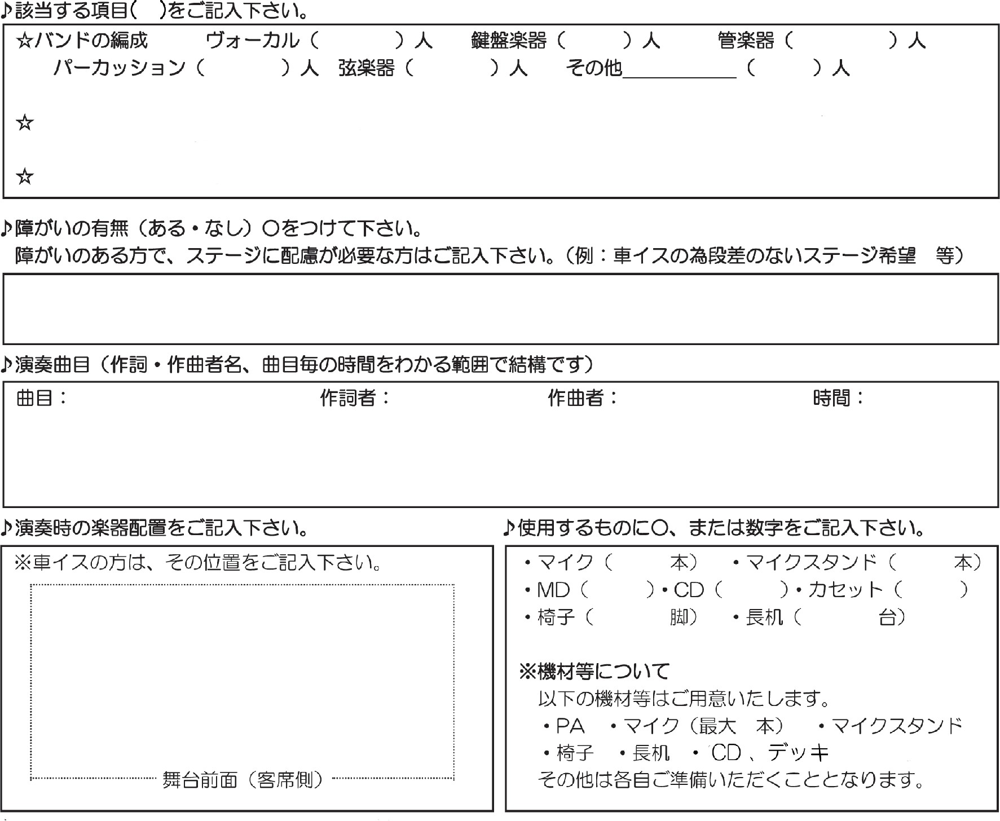 ♪該当する項目(　)をご記入下さい。
☆バンドの編成　　　ヴォーカル（　　　　）人　　鍵盤楽器（　　　）人　　　管楽器（　　　　　）人
パーカッション（　　　　）人　弦楽器（　　　　）人　　その他＿＿＿＿＿＿（　　　）人
☆
☆
♪障がいの有無（ある・なし）〇をつけて下さい。
障がいのある方で、ステージに配慮が必要な方はご記入下さい。（例：車イスの為段差のないステージ希望　等）
♪演奏曲目（作詞・作曲者名、曲目毎の時間をわかる範囲で結構です）
曲目：　　　　　　　作詞者：　　　　　　　作曲者：　　　　　　　時間：
♪演奏時の楽器配置をご記入下さい。
※車イスの方は、その位置をご記入下さい。
舞台前面（客席側）
♪使用するものに〇、または数字をご記入下さい。
・マイク（　　　本）　・マイクスタンド（　　　本）
・MD（　　　）・CD（　　　）・カセット（　　　）
・椅子（　　　　脚）　・長机（　　　　台）
※機材等について
以下の機材等はご用意いたします。
・PA　・マイク（最大　本）　・マイクスタンド
・椅子　・長机　・CD、デッキ
その他は各自ご準備いただくこととなります。